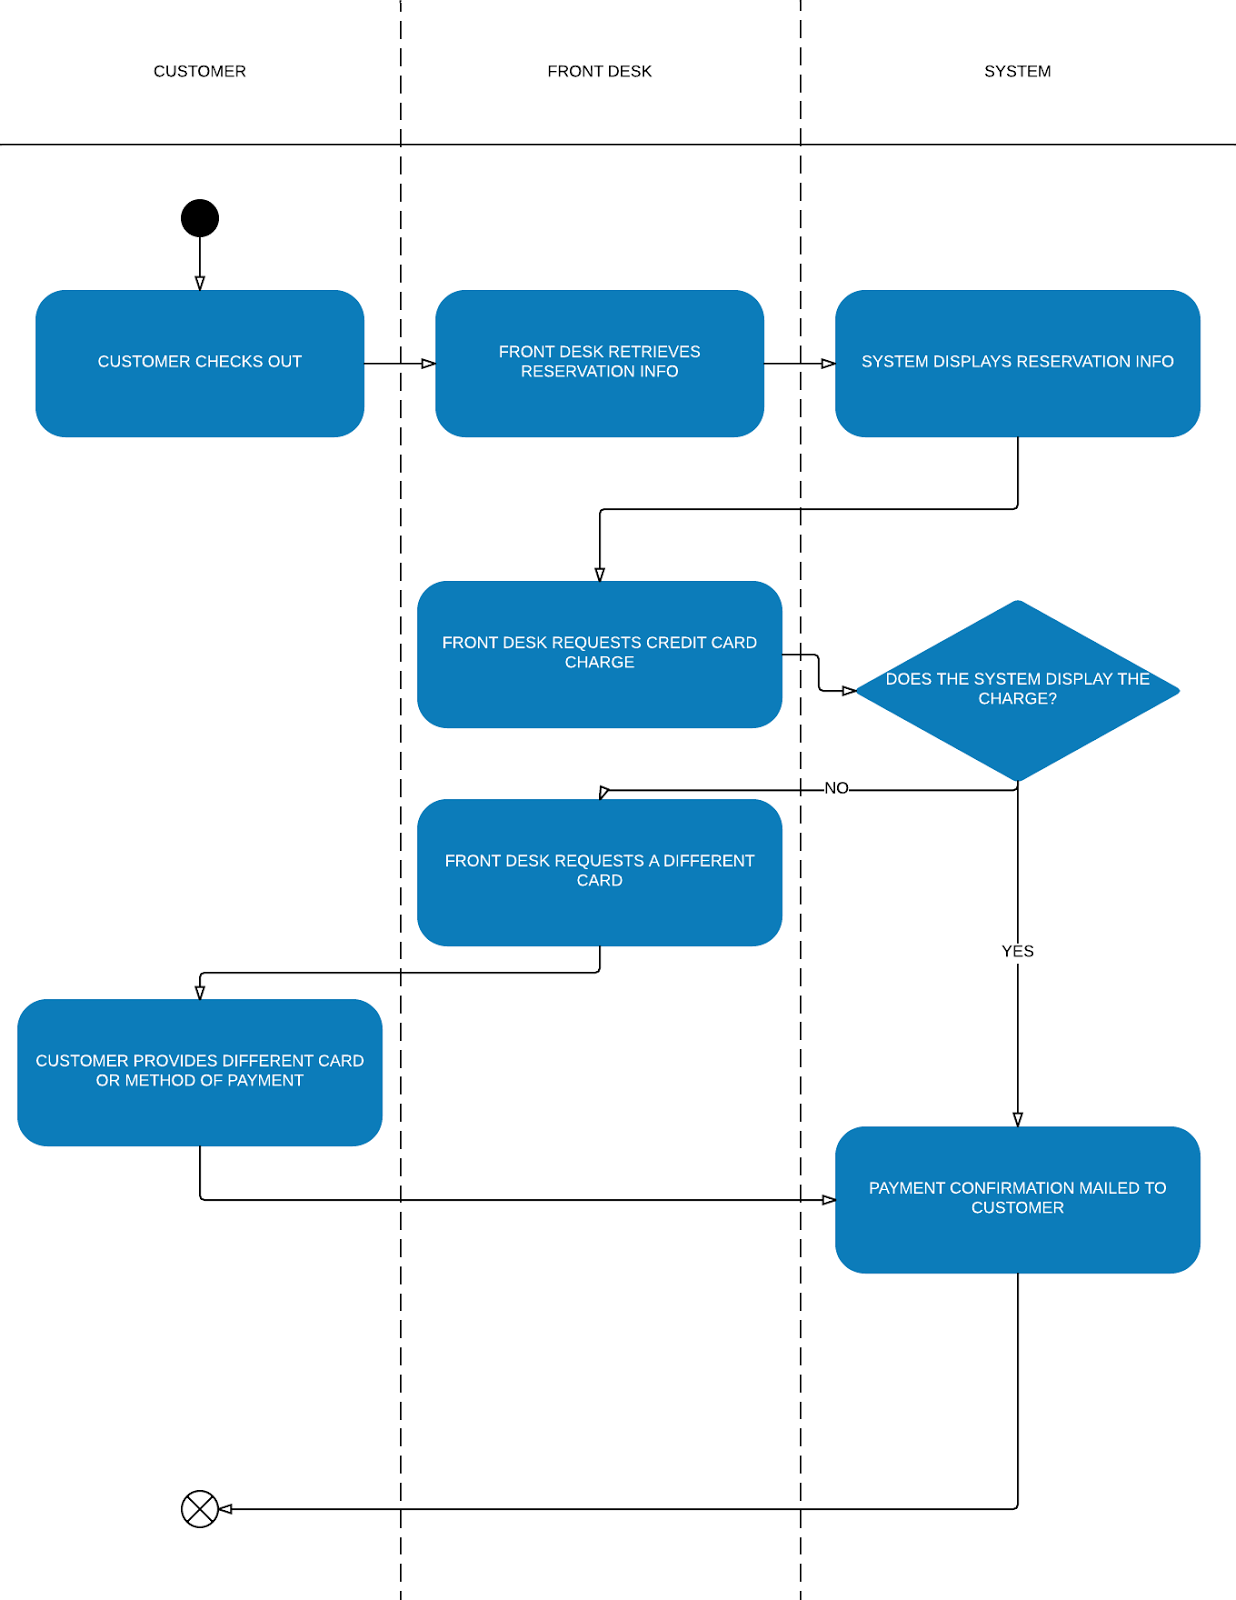 CUSTOMER
FRONT DESK
SYSTEM
CUSTOMER CHECKS OUT
FRONT DESK RETRIEVES
RESERVATION INFO
SYSTEM DISPLAYS RESERVATION INFO
FRONT DESK REQUESTS CREDIT CARD
CHARGE
DOES THE SYSTEM DISPLAY THE
CHARGE?
NO
FRONT DESK REQUESTS A DIFFERENT
CARD
YES
CUSTOMER PROVIDES DIFFERENT CARD
OR METHOD OF PAYMENT
PAYMENT CONFIRMATION MAILED TO
CUSTOMER